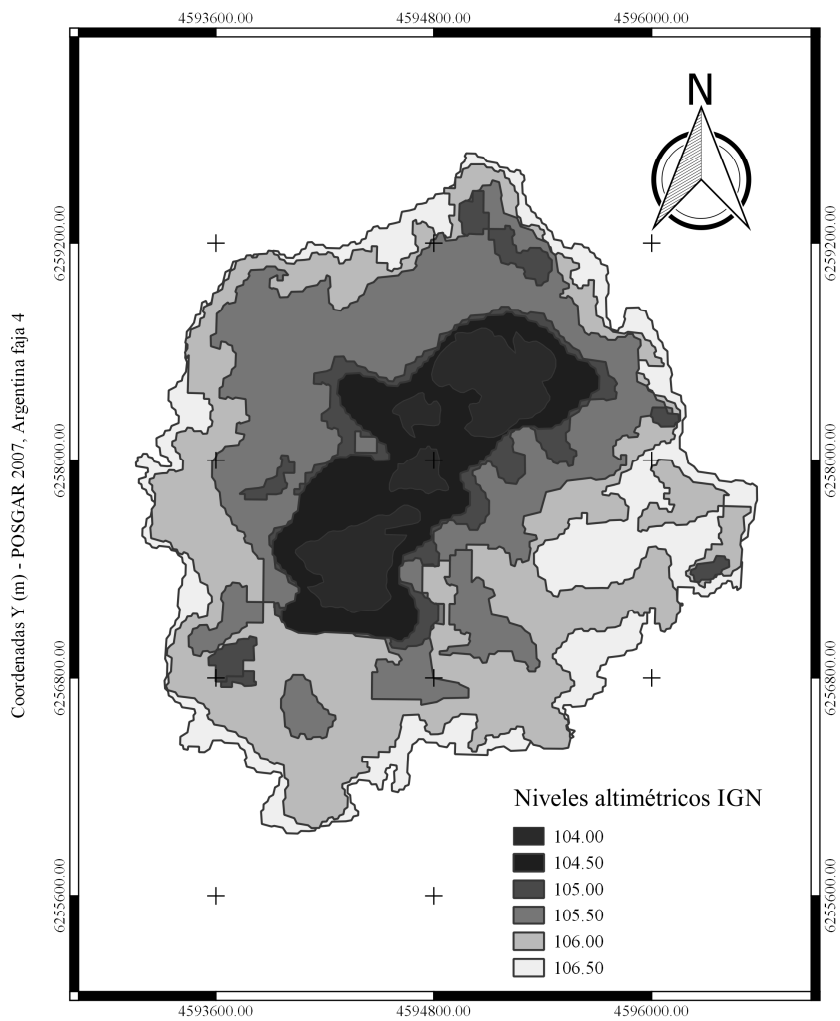 4593600.00 4594800.00 4596000.00
N
6259200.00 6259200.00
Coordenadas Y (m) - POSGAR 2007, Argentina faja 4
6258000.00 6258000.00
6256800.00 6256800.00
Niveles altimétricos IGN
104.00
104.50
105.00
105.50
106.00
106.50
6255600.00 6255600.00
4593600.00 4594800.00 4596000.00